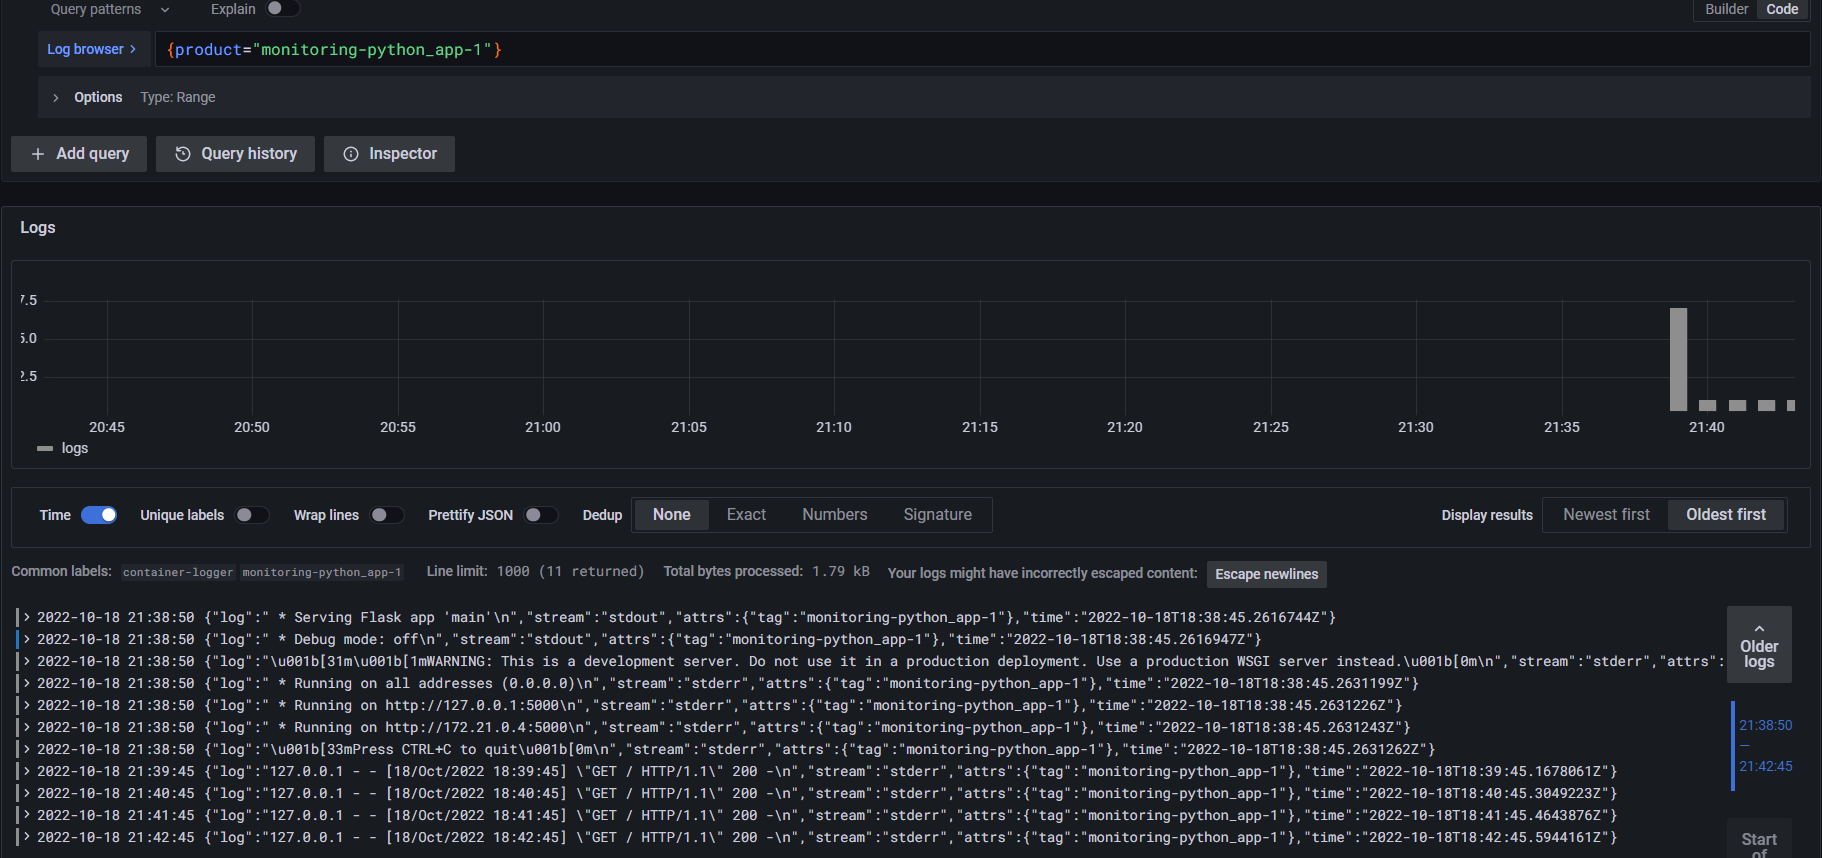 Query patterns Explain Builder Code
Log browser > {product="monitoring-python_app-1"}
> Options Type: Range
+ Add query Query history Inspector
Logs
7.5
5.0
2.5
20:45 20:50 20:55 21:00 21:05 21:10 21:15 21:20 21:25 21:30 21:35 21:40
logs
Time Unique labels Wrap lines Prettify JSON Dedup None Exact Numbers Signature Display results Newest first Oldest first
Common labels: container-logger monitoring-python_app-1 Line limit: 1000 (11 returned) Total bytes processed: 1.79 kB Your logs might have incorrectly escaped content: Escape newlines
> 2022-10-18 21:38:50 {"log":" * Serving Flask app 'main'\n","stream":"stdout","attrs":{"tag":"monitoring-python_app-1"},"time":"2022-10-18T18:38:45.2616744Z"}
> 2022-10-18 21:38:50 {"log":" * Debug mode: off\n","stream":"stdout","attrs":{"tag":"monitoring-python_app-1"},"time":"2022-10-18T18:38:45.2616947Z"}
> 2022-10-18 21:38:50 {"log":"\u001b[31m\u001b[1mWARNING: This is a development server. Do not use it in a production deployment. Use a production WSGI server instead.\u001b[0m\n","stream":"stderr","attrs":
> 2022-10-18 21:38:50 {"log":" * Running on all addresses (0.0.0.0)\n","stream":"stderr","attrs":{"tag":"monitoring-python_app-1"},"time":"2022-10-18T18:38:45.2631199Z"}
> 2022-10-18 21:38:50 {"log":" * Running on http://127.0.0.1:5000\n","stream":"stderr","attrs":{"tag":"monitoring-python_app-1"},"time":"2022-10-18T18:38:45.2631226Z"}
> 2022-10-18 21:38:50 {"log":" * Running on http://172.21.0.4:5000\n","stream":"stderr","attrs":{"tag":"monitoring-python_app-1"},"time":"2022-10-18T18:38:45.2631243Z"}
> 2022-10-18 21:38:50 {"log":"\u001b[33mPress CTRL+C to quit\u001b[0m\n","stream":"stderr","attrs":{"tag":"monitoring-python_app-1"},"time":"2022-10-18T18:38:45.2631262Z"}
> 2022-10-18 21:39:45 {"log":"127.0.0.1 - - [18/Oct/2022 18:39:45] \"GET / HTTP/1.1\" 200 -\n","stream":"stderr","attrs":{"tag":"monitoring-python_app-1"},"time":"2022-10-18T18:39:45.1678061Z"}
> 2022-10-18 21:40:45 {"log":"127.0.0.1 - - [18/Oct/2022 18:40:45] \"GET / HTTP/1.1\" 200 -\n","stream":"stderr","attrs":{"tag":"monitoring-python_app-1"},"time":"2022-10-18T18:40:45.3049223Z"}
> 2022-10-18 21:41:45 {"log":"127.0.0.1 - - [18/Oct/2022 18:41:45] \"GET / HTTP/1.1\" 200 -\n","stream":"stderr","attrs":{"tag":"monitoring-python_app-1"},"time":"2022-10-18T18:41:45.4643876Z"}
> 2022-10-18 21:42:45 {"log":"127.0.0.1 - - [18/Oct/2022 18:42:45] \"GET / HTTP/1.1\" 200 -\n","stream":"stderr","attrs":{"tag":"monitoring-python_app-1"},"time":"2022-10-18T18:42:45.5944161Z"}
Older
logs
21:38:50
—
21:42:45
Start
of